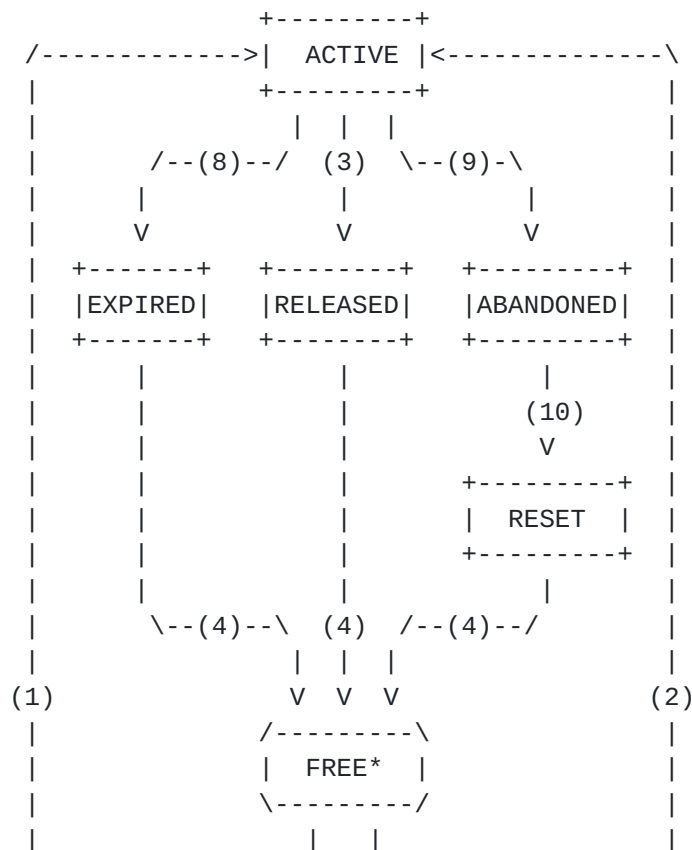 +---------+
 /------------->|  ACTIVE |<--------------\
 |              +---------+               |
 |                |  |  |                 |
 |       /--(8)--/  (3)  \--(9)-\         |
 |      |            |           |        |
 |      V            V           V        |
 |  +-------+   +--------+   +---------+  |
 |  |EXPIRED|   |RELEASED|   |ABANDONED|  |
 |  +-------+   +--------+   +---------+  |
 |      |            |            |       |
 |      |            |          (10)      |
 |      |            |            V       |
 |      |            |       +---------+  |
 |      |            |       |  RESET  |  |
 |      |            |       +---------+  |
 |      |            |            |       |
 |       \--(4)--\  (4)  /--(4)--/        |
 |                |  |  |                 |
(1)               V  V  V                (2)
 |              /---------\               |
 |              |  FREE*  |               |
 |              \---------/               |
 |                 |   |                  |